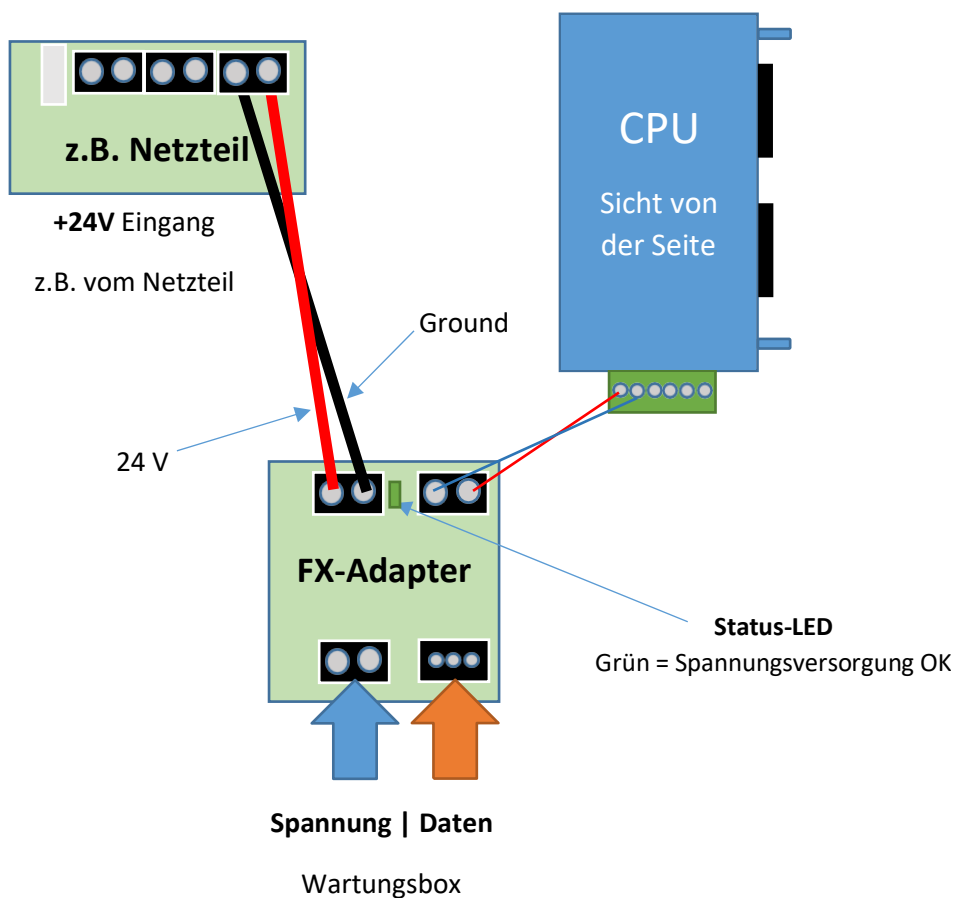 z.B. Netzteil
+24V Eingang
z.B. vom Netzteil
CPU
Sicht von
der Seite
Ground
24 V
FX-Adapter
Status-LED
Grün = Spannungsversorgung OK
Spannung | Daten
Wartungsbox